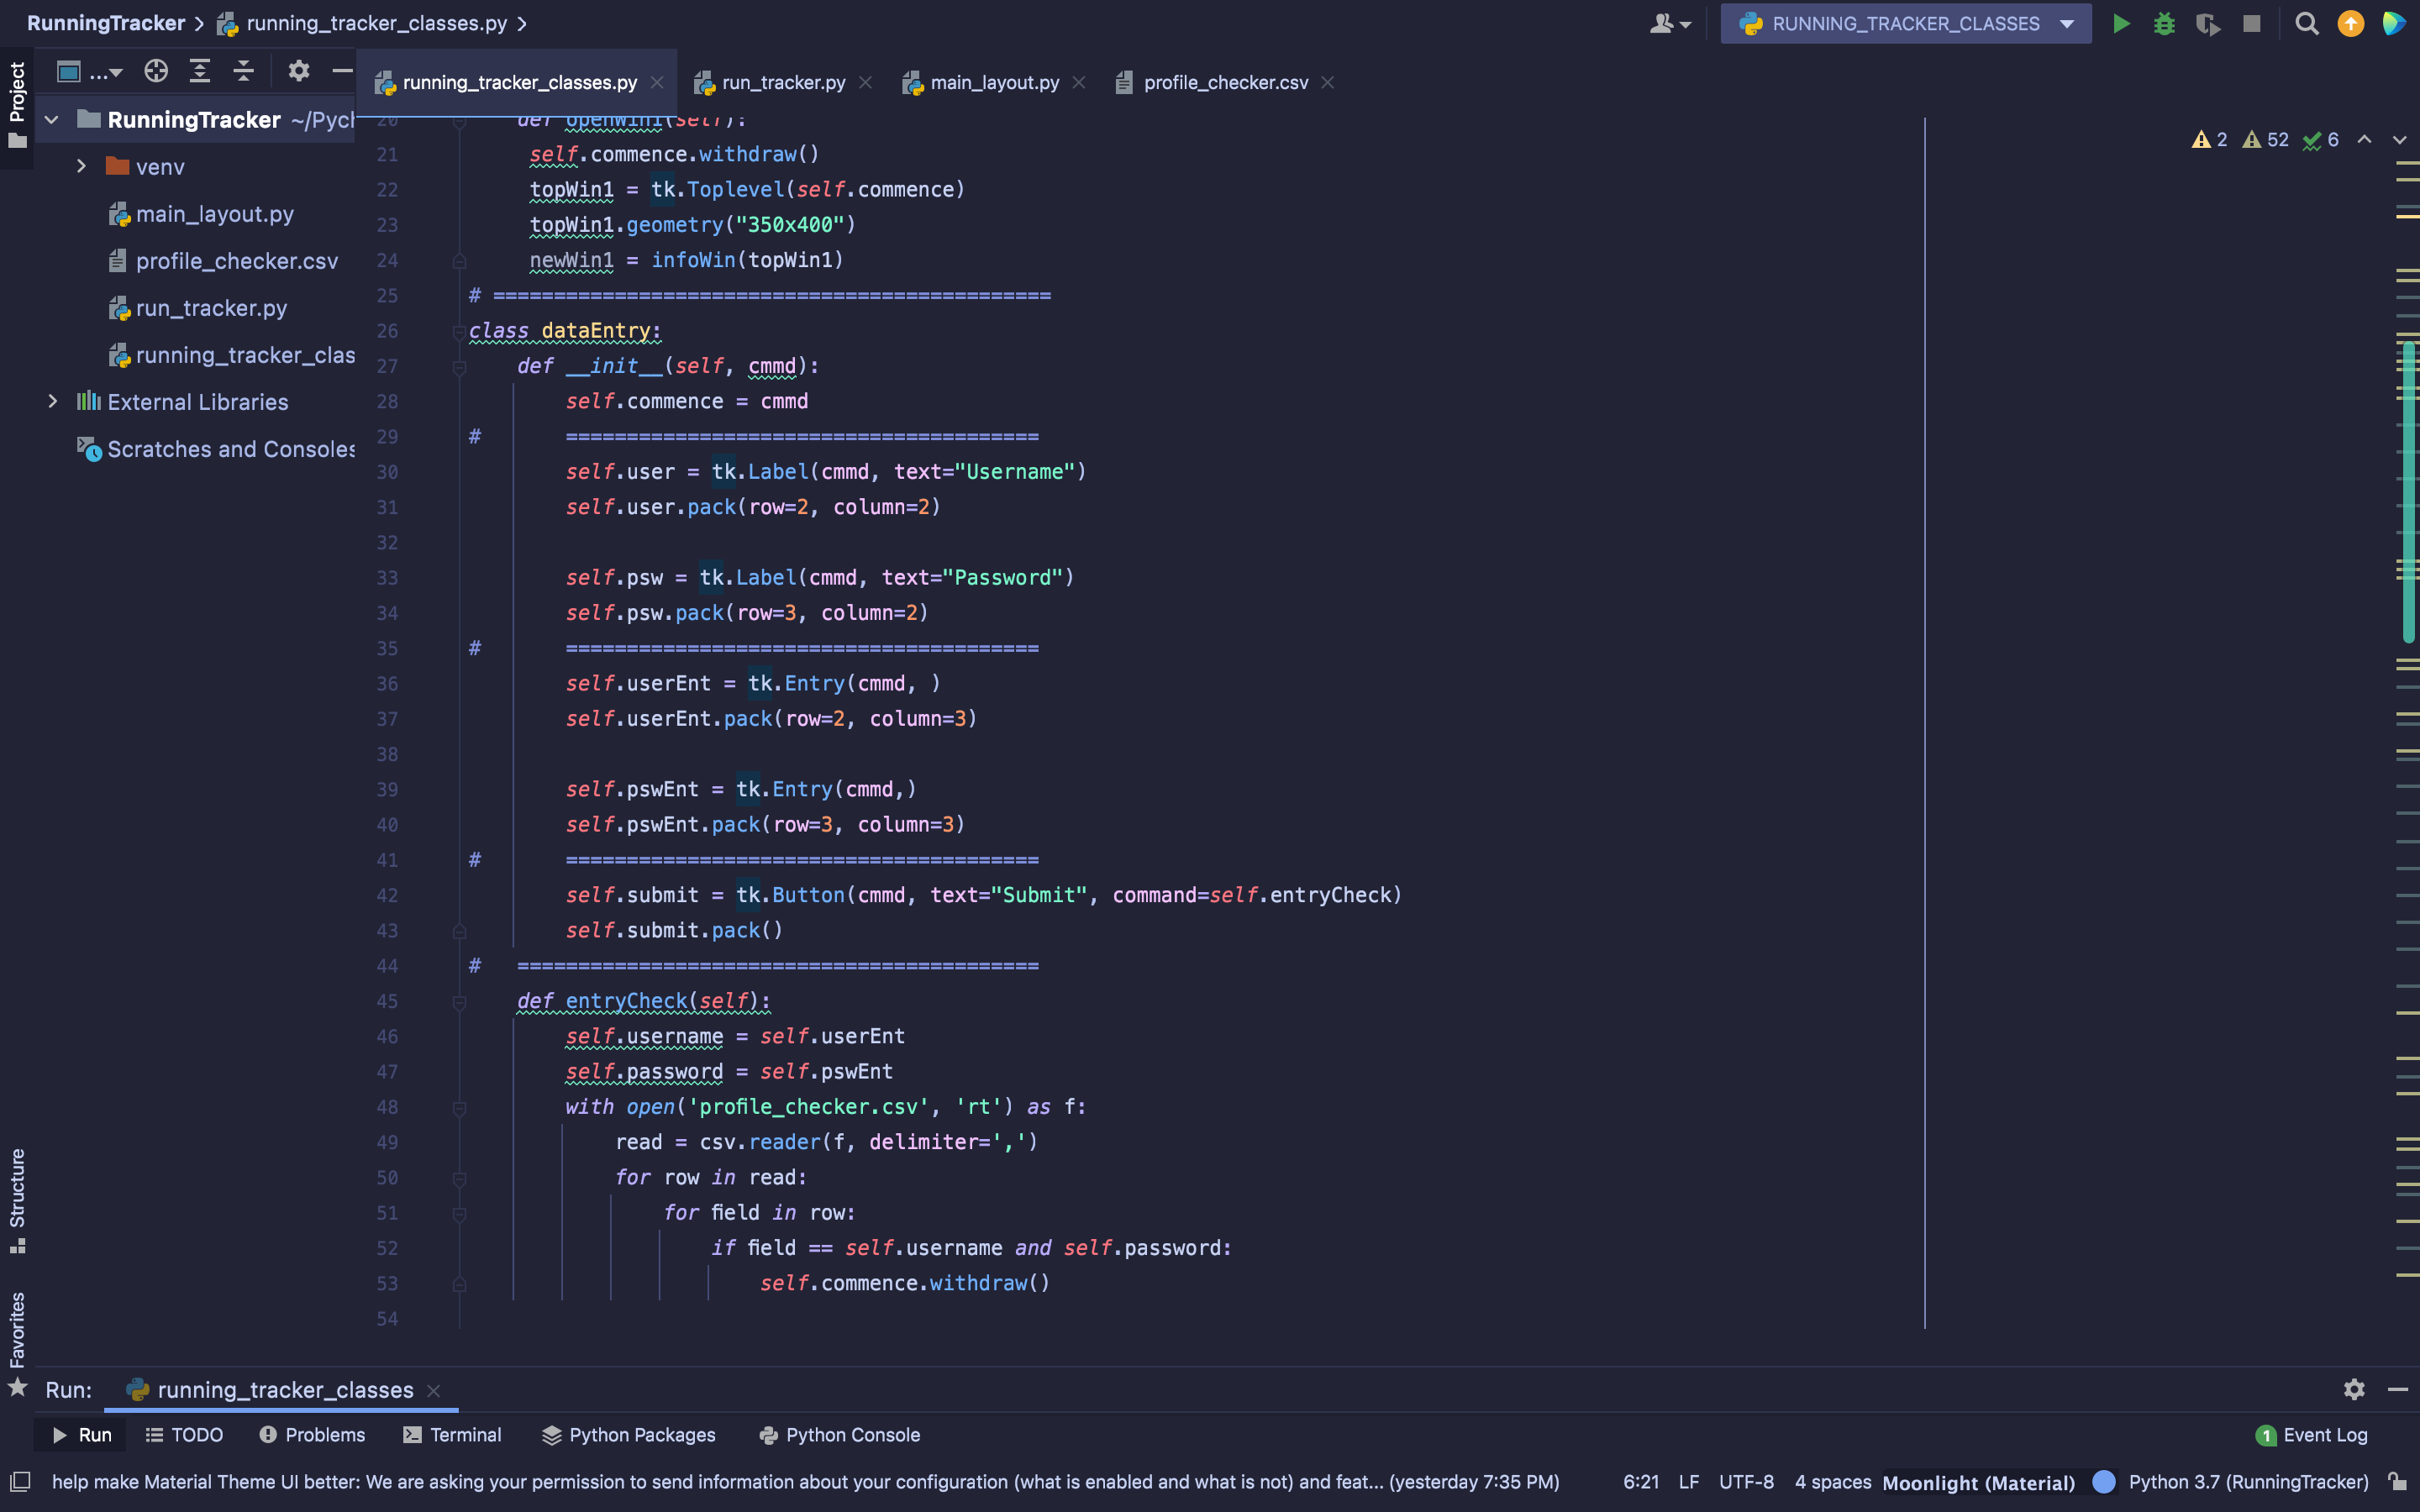 RunningTracker running_tracker_classes.py
RUNNING_TRACKER_CLASSES
Project
...
running_tracker_classes.py run_tracker.py main_layout.py profile_checker.csv
RunningTracker ~/Pycl
venv
main_layout.py
profile_checker.csv
run_tracker.py
running_tracker_clas
External Libraries
Scratches and Consoles
2 52 6
20 def openWin1(self):
21 self.commence.withdraw()
22 topWin1 = tk.Toplevel(self.commence)
23 topWin1.geometry("350x400")
24 newWin1 = infoWin(topWin1)
25 # ==============================================
26 class dataEntry:
27 def __init__(self, cmmd):
28 self.commence = cmmd
29 # =======================================
30 self.user = tk.Label(cmmd, text="Username")
31 self.user.pack(row=2, column=2)
32
33 self.psw = tk.Label(cmmd, text="Password")
34 self.psw.pack(row=3, column=2)
35 # =======================================
36 self.userEnt = tk.Entry(cmmd, )
37 self.userEnt.pack(row=2, column=3)
38
39 self.pswEnt = tk.Entry(cmmd,)
40 self.pswEnt.pack(row=3, column=3)
41 # =======================================
42 self.submit = tk.Button(cmmd, text="Submit", command=self.entryCheck)
43 self.submit.pack()
44 # ===========================================
45 def entryCheck(self):
46 self.username = self.userEnt
47 self.password = self.pswEnt
48 with open('profile_checker.csv', 'rt') as f:
49 read = csv.reader(f, delimiter=',')
50 for row in read:
51 for field in row:
52 if field == self.username and self.password:
53 self.commence.withdraw()
54
Structure
Favorites
Run: running_tracker_classes
Run TODO Problems Terminal Python Packages Python Console 1 Event Log
help make Material Theme UI better: We are asking your permission to send information about your configuration (what is enabled and what is not) and feat... (yesterday 7:35 PM) 6:21 LF UTF-8 4 spaces Moonlight (Material) Python 3.7 (RunningTracker)